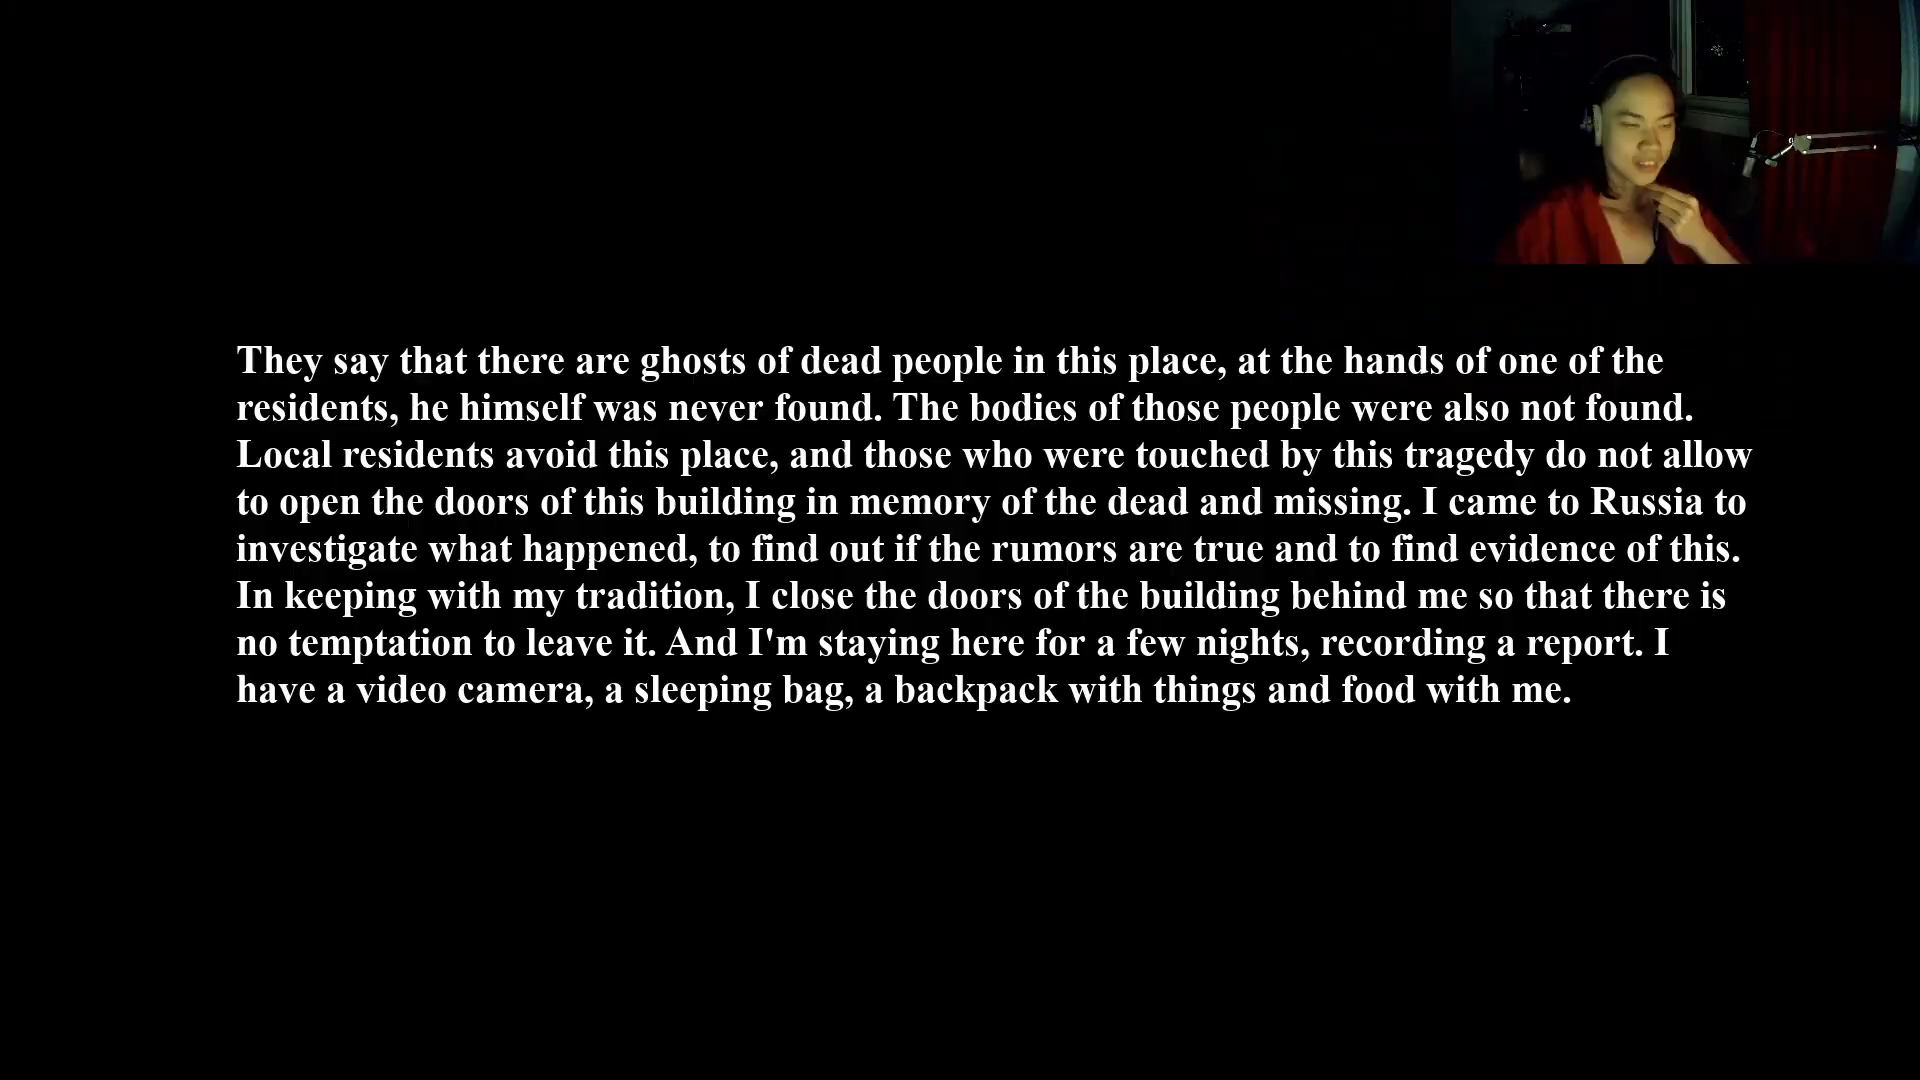 They say that there are ghosts of dead people in this place, at the hands of one of the
residents, he himself was never found. The bodies of those people were also not found.
Local residents avoid this place, and those who were touched by this tragedy do not allow
to open the doors of this building in memory of the dead and missing. I came to Russia to
investigate what happened, to find out if the rumors are true and to find evidence of this.
In keeping with my tradition, I close the doors of the building behind me so that there is
no temptation to leave it. And I'm staying here for a few nights, recording a report. I
have a video camera, a sleeping bag, a backpack with things and food with me.